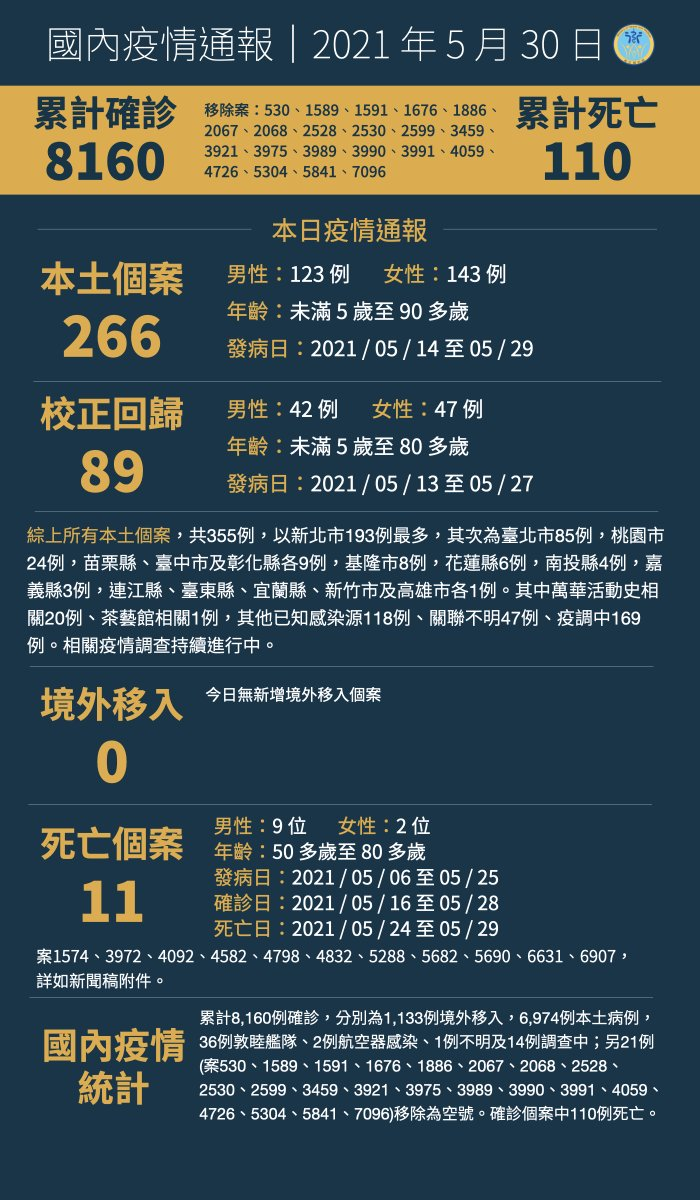 國內疫情通報｜2021 年 5 月 30 日
累計確診
8160
移除案：530、1589、1591、1676、1886、
2067、2068、2528、2530、2599、3459、
3921、3975、3989、3990、3991、4059、
4726、5304、5841、7096
累計死亡
110
本日疫情通報
本土個案
266
男性：123 例 女性：143 例
年齡：未滿 5 歲至 90 多歲
發病日：2021 / 05 / 14 至 05 / 29
校正回歸
89
男性：42 例 女性：47 例
年齡：未滿 5 歲至 80 多歲
發病日：2021 / 05 / 13 至 05 / 27
綜上所有本土個案，共355例，以新北市193例最多，其次為臺北市85例，桃園市
24例，苗栗縣、臺中市及彰化縣各9例，基隆市8例，花蓮縣6例，南投縣4例，嘉
義縣3例，連江縣、臺東縣、宜蘭縣、新竹市及高雄市各1例。其中萬華活動史相
關20例、茶藝館相關1例，其他已知感染源118例、關聯不明47例、疫調中169
例。相關疫情調查持續進行中。
境外移入
0
今日無新增境外移入個案
死亡個案
11
男性：9 位 女性：2 位
年齡：50 多歲至 80 多歲
發病日：2021 / 05 / 06 至 05 / 25
確診日：2021 / 05 / 16 至 05 / 28
死亡日：2021 / 05 / 24 至 05 / 29
案1574、3972、4092、4582、4798、4832、5288、5682、5690、6631、6907，
詳如新聞稿附件。
國內疫情
統計
累計8,160例確診，分別為1,133例境外移入，6,974例本土病例，
36例敦睦艦隊、2例航空器感染、1例不明及14例調查中；另21例
(案530、1589、1591、1676、1886、2067、2068、2528、
2530、2599、3459、3921、3975、3989、3990、3991、4059、
4726、5304、5841、7096)移除為空號。確診個案中110例死亡。